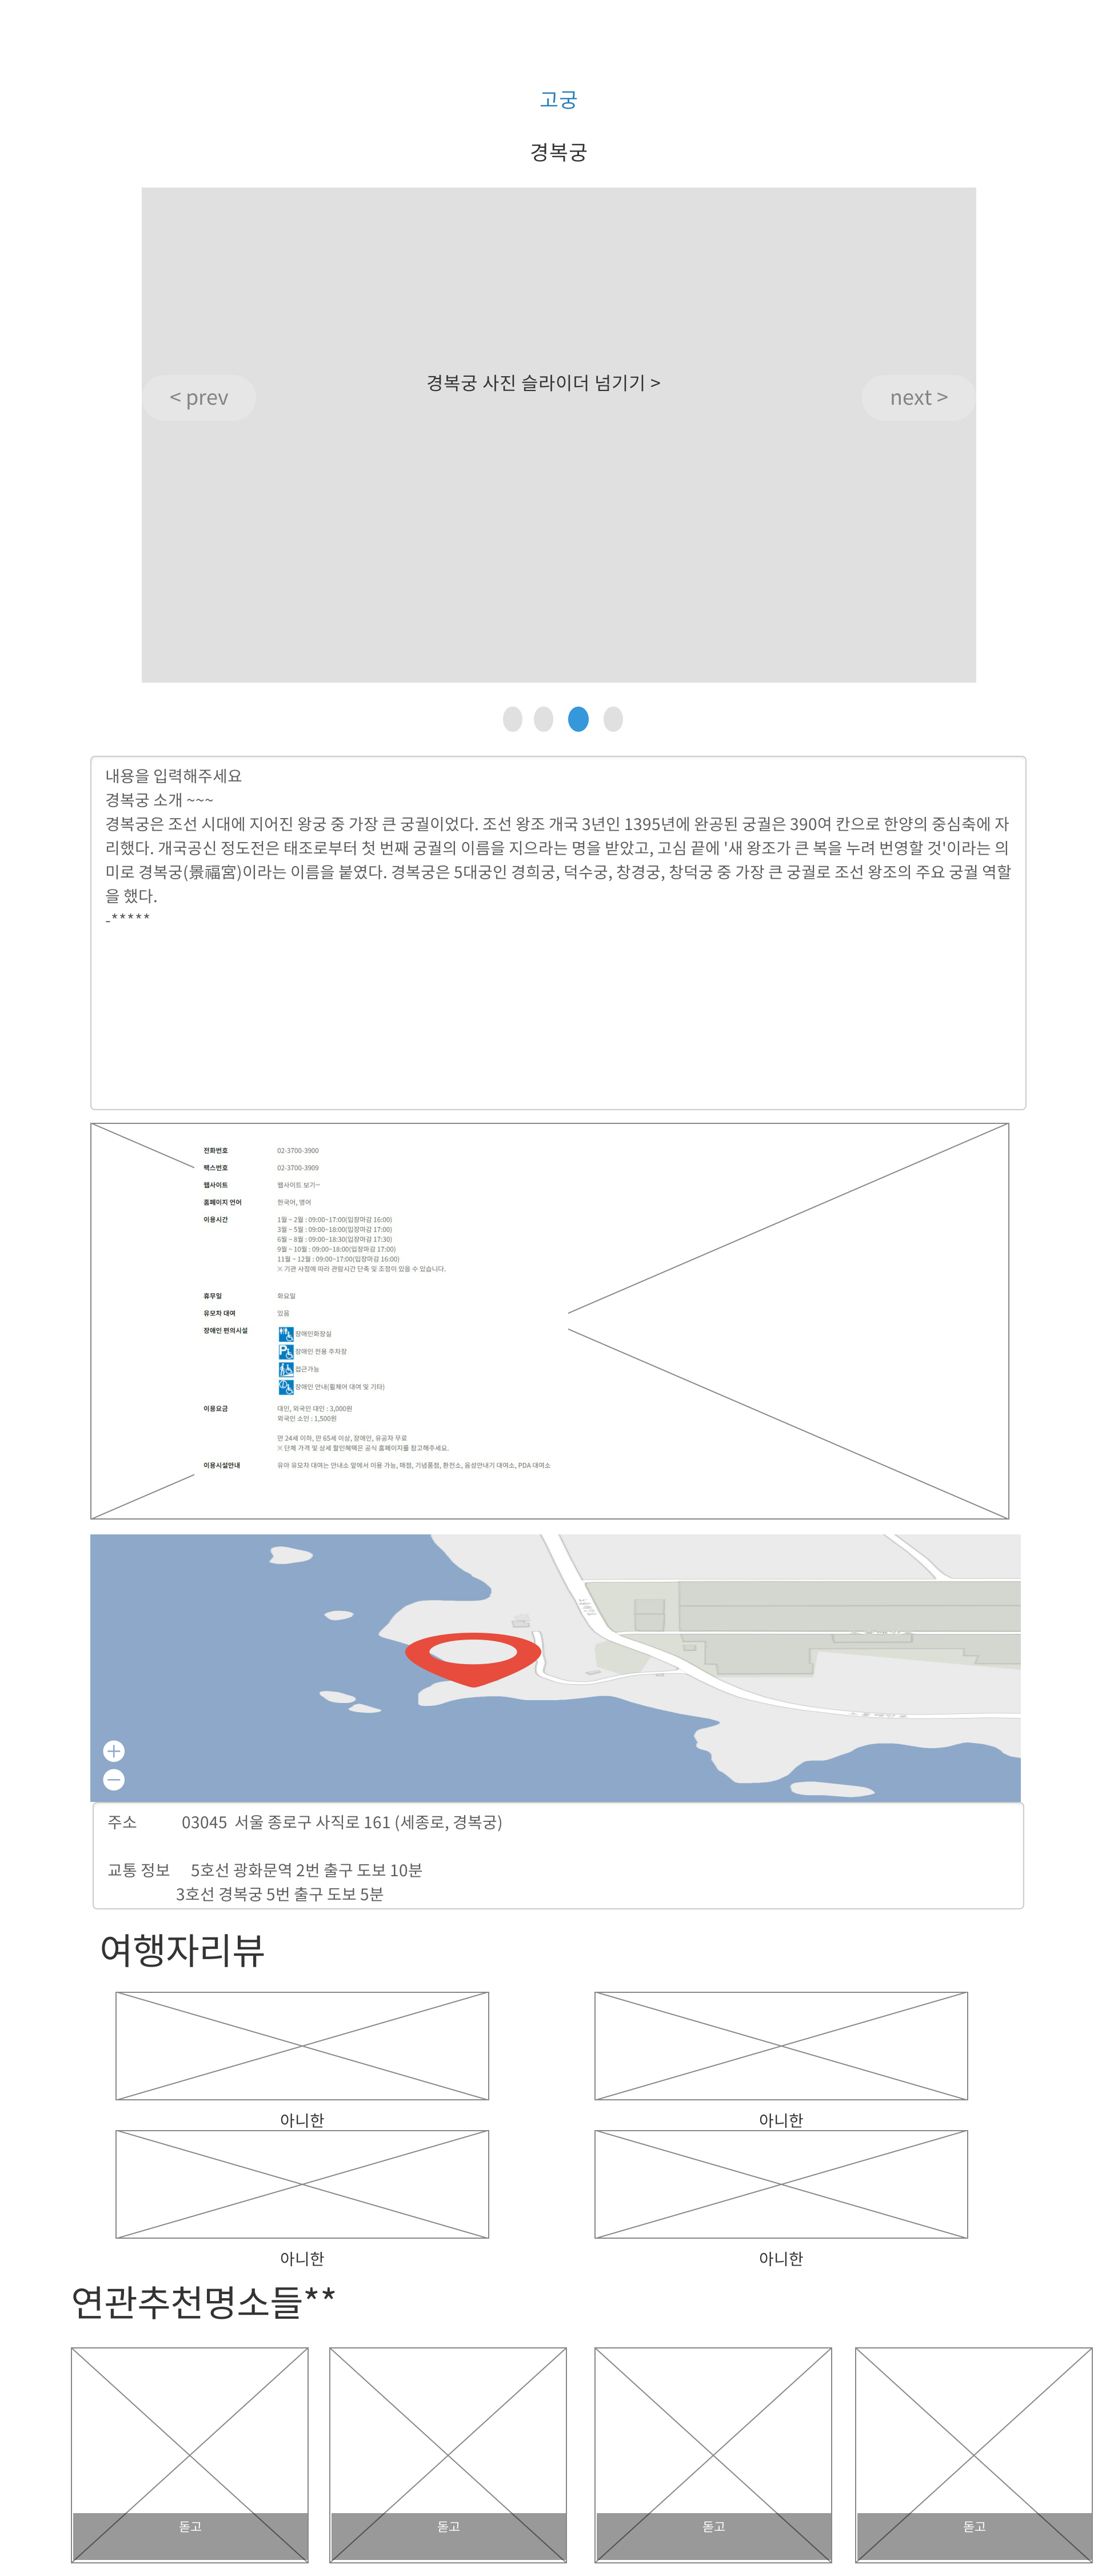 고궁
경복궁
경복궁 사진 슬라이더 넘기기 >
< prev
next >
내용을 입력해주세요
경복궁 소개 ~~~
경복궁은 조선 시대에 지어진 왕궁 중 가장 큰 궁궐이었다. 조선 왕조 개국 3년인 1395년에 완공된 궁궐은 390여 칸으로 한양의 중심축에 자
리했다. 개국공신 정도전은 태조로부터 첫 번째 궁궐의 이름을 지으라는 명을 받았고, 고심 끝에 '새 왕조가 큰 복을 누려 번영할 것'이라는 의
미로 경복궁(景福宮)이라는 이름을 붙였다. 경복궁은 5대궁인 경희궁, 덕수궁, 창경궁, 창덕궁 중 가장 큰 궁궐로 조선 왕조의 주요 궁궐 역할
을 했다.
-*****
전화번호 02-3700-3900
팩스번호 02-3700-3909
웹사이트 웹사이트 보기~
홈페이지 언어 한국어, 영어
이용시간 1월 ~ 2월 : 09:00~17:00(입장마감 16:00)
3월 ~ 5월 : 09:00~18:00(입장마감 17:00)
6월 ~ 8월 : 09:00~18:30(입장마감 17:30)
9월 ~ 10월 : 09:00~18:00(입장마감 17:00)
11월 ~ 12월 : 09:00~17:00(입장마감 16:00)
※ 기관 사정에 따라 관람시간 단축 및 조정이 있을 수 있습니다.
휴무일 화요일
유모차 대여 있음
장애인 편의시설 장애인화장실
장애인 전용 주차장
접근가능
장애인 안내(휠체어 대여 및 기타)
이용요금 대인, 외국인 대인 : 3,000원
외국인 소인 : 1,500원
만 24세 이하, 만 65세 이상, 장애인, 유공자 무료
※ 단체 가격 및 상세 할인혜택은 공식 홈페이지를 참고해주세요.
이용시설안내 유아 유모차 대여는 안내소 앞에서 이용 가능, 매점, 기념품점, 환전소, 음성안내기 대여소, PDA 대여소
주소 03045 서울 종로구 사직로 161 (세종로, 경복궁)
교통 정보 5호선 광화문역 2번 출구 도보 10분
3호선 경복궁 5번 출구 도보 5분
여행자리뷰
아니한 아니한
아니한 아니한
연관추천명소들**
돋고 돋고 돋고 돋고